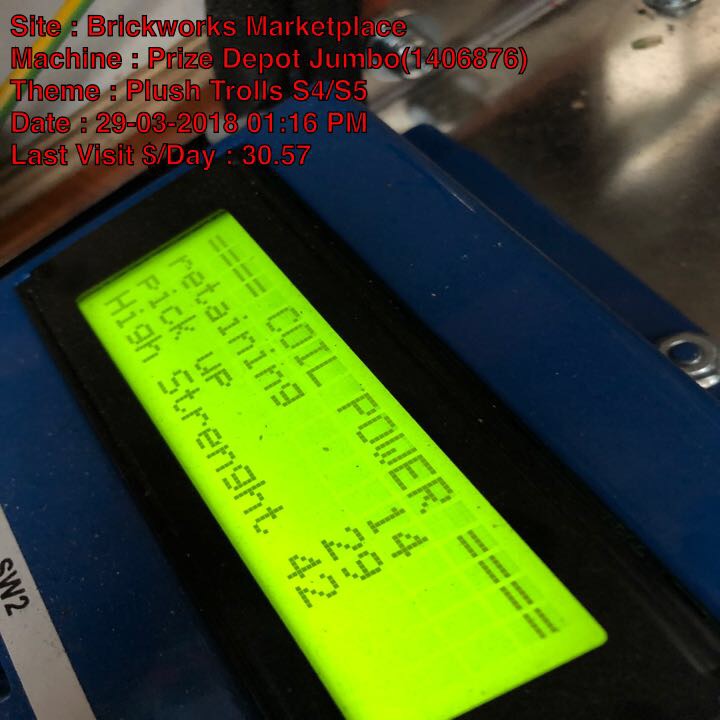 Site : Brickworks Marketplace
Machine : Prize Depot Jumbo(1406876)
Theme : Plush Trolls S4/S5
Date : 29-03-2018 01:16 PM
Last Visit $/Day : 30.57
==== COIL POWER ====
retaining 14
Pick up 29
High Strenght 42
SW2